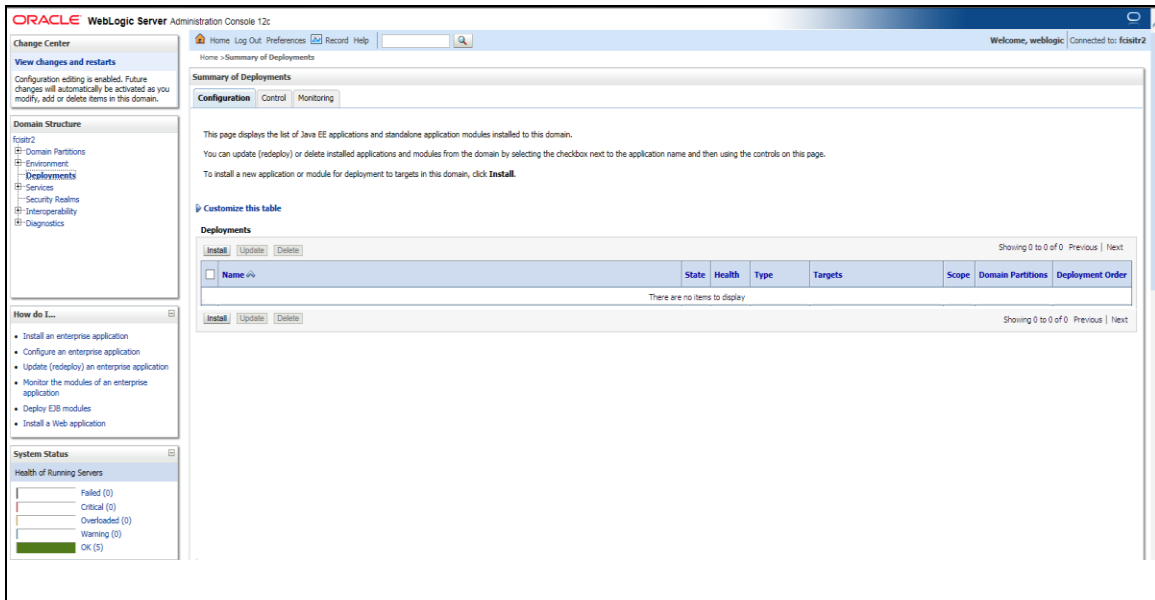 ORACLE WebLogic Server Administration Console 12c
Change Center
View changes and restarts
Configuration editing is enabled. Future
changes will automatically be activated as you
modify, add or delete items in this domain.
Domain Structure
fcisitr2
Domain Partitions
Environment
Deployments
Services
Security Realms
Interoperability
Diagnostics
How do I...
Install an enterprise application
Configure an enterprise application
Update (redeploy) an enterprise application
Monitor the modules of an enterprise
application
Deploy EJB modules
Install a Web application
System Status
Health of Running Servers
Failed (0)
Critical (0)
Overloaded (0)
Warning (0)
OK (5)
Home Log Out Preferences Record Help
Welcome, weblogic Connected to: fcisitr2
Home >Summary of Deployments
Summary of Deployments
Configuration Control Monitoring
This page displays the list of Java EE applications and standalone application modules installed to this domain.
You can update (redeploy) or delete installed applications and modules from the domain by selecting the checkbox next to the application name and then using the controls on this page.
To install a new application or module for deployment to targets in this domain, click Install.
Customize this table
Deployments
Install Update Delete Showing 0 to 0 of 0 Previous | Next
Name State Health Type Targets Scope Domain Partitions Deployment Order
There are no items to display
Install Update Delete Showing 0 to 0 of 0 Previous | Next